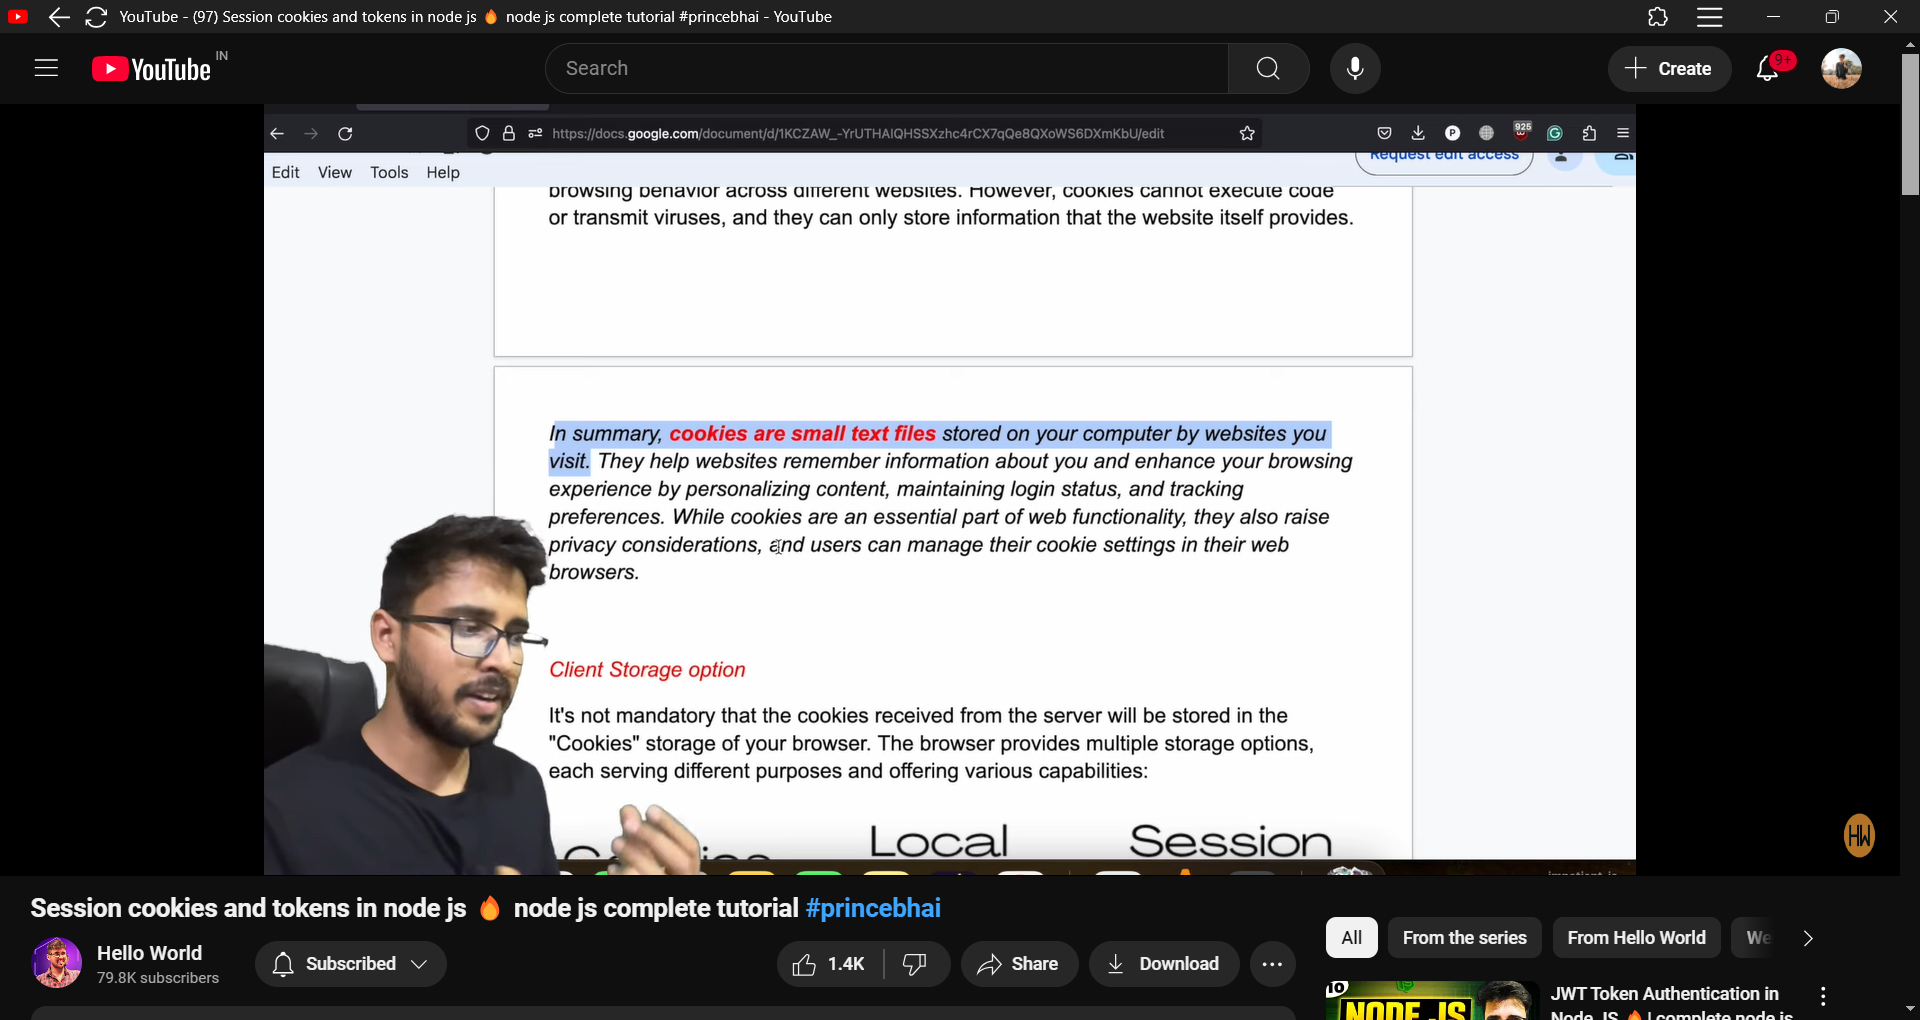 YouTube - (97) Session cookies and tokens in node js 🔥 node js complete tutorial #princebhai - YouTube
YouTube IN
Search
Create
9+
https://docs.google.com/document/d/1KCZAW_-YrUTHAIQHSSXzhc4rCX7qQe8QXoWS6DXmKbU/edit
925
Edit View Tools Help
Request edit access
browsing behavior across different websites. However, cookies cannot execute code
or transmit viruses, and they can only store information that the website itself provides.
In summary, cookies are small text files stored on your computer by websites you
visit. They help websites remember information about you and enhance your browsing
experience by personalizing content, maintaining login status, and tracking
preferences. While cookies are an essential part of web functionality, they also raise
privacy considerations, and users can manage their cookie settings in their web
browsers.
Client Storage option
It's not mandatory that the cookies received from the server will be stored in the
"Cookies" storage of your browser. The browser provides multiple storage options,
each serving different purposes and offering various capabilities:
Local Session
HW
Session cookies and tokens in node js 🔥 node js complete tutorial #princebhai
Hello World
79.8K subscribers
Subscribed
1.4K
Share
Download
All
From the series
From Hello World
We
10
NODE JS
JWT Token Authentication in
Node JS 🔥 | complete node js